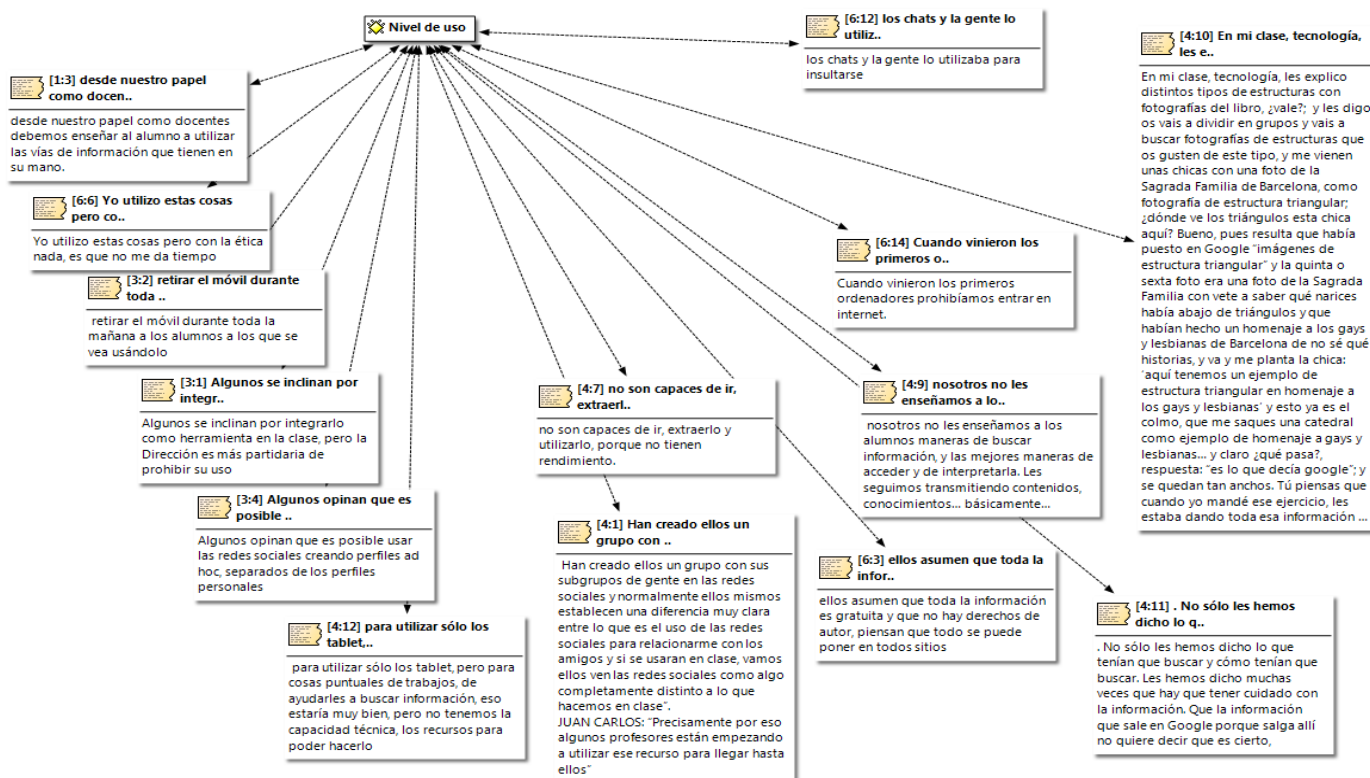 Nivel de uso
[6:12] los chats y la gente lo
utiliz..
los chats y la gente lo utilizaba para
insultarse
[4:10] En mi clase, tecnología,
les e..
En mi clase, tecnología, les explico
distintos tipos de estructuras con
fotografías del libro, ¿vale?; y les digo
os vais a dividir en grupos y vais a
buscar fotografías de estructuras que
os gusten de este tipo, y me vienen
unas chicas con una foto de la
Sagrada Familia de Barcelona, como
fotografía de estructura triangular;
¿dónde ve los triángulos esta chica
aquí? Bueno, pues resulta que había
puesto en Google "imágenes de
estructura triangular" y la quinta o
sexta foto era una foto de la Sagrada
Familia con vete a saber qué narices
había abajo de triángulos y que
habían hecho un homenaje a los gays
y lesbianas de Barcelona de no sé qué
historias, y va y me planta la chica:
'aquí tenemos un ejemplo de
estructura triangular en homenaje a
los gays y lesbianas' y esto ya es el
colmo, que me saques una catedral
como ejemplo de homenaje a gays y
lesbianas... y claro ¿qué pasa?,
respuesta: "es lo que decía google"; y
se quedan tan anchos. Tú piensas que
cuando yo mandé ese ejercicio, les
estaba dando toda esa información ...
[1:3] desde nuestro papel
como docen..
desde nuestro papel como docentes
debemos enseñar al alumno a utilizar
las vías de información que tienen en
su mano.
[6:6] Yo utilizo estas cosas
pero co..
Yo utilizo estas cosas pero con la ética
nada, es que no me da tiempo
[3:2] retirar el móvil durante
toda ..
retirar el móvil durante toda la
mañana a los alumnos a los que se
vea usándolo
[6:14] Cuando vinieron los
primeros o..
Cuando vinieron los primeros
ordenadores prohibíamos entrar en
internet.
[3:1] Algunos se inclinan por
integr..
Algunos se inclinan por integrarlo
como herramienta en la clase, pero la
Dirección es más partidaria de
prohibir su uso
[4:7] no son capaces de ir,
extraerl..
no son capaces de ir, extraerlo y
utilizarlo, porque no tienen
rendimiento.
[4:9] nosotros no les
enseñamos a lo..
nosotros no les enseñamos a los
alumnos maneras de buscar
información, y las mejores maneras de
acceder y de interpretarla. Les
seguimos transmitiendo contenidos,
conocimientos... básicamente...
[3:4] Algunos opinan que es
posible ..
Algunos opinan que es posible usar
las redes sociales creando perfiles ad
hoc, separados de los perfiles
personales
[4:1] Han creado ellos un
grupo con ..
Han creado ellos un grupo con sus
subgrupos de gente en las redes
sociales y normalmente ellos mismos
establecen una diferencia muy clara
entre lo que es el uso de las redes
sociales para relacionarme con los
amigos y si se usaran en clase, vamos
ellos ven las redes sociales como algo
completamente distinto a lo que
hacemos en clase".
JUAN CARLOS: "Precisamente por eso
algunos profesores están empezando
a utilizar ese recurso para llegar hasta
ellos"
[6:3] ellos asumen que toda la
infor..
ellos asumen que toda la información
es gratuita y que no hay derechos de
autor, piensan que todo se puede
poner en todos sitios
[4:11] . No sólo les hemos
dicho lo q..
. No sólo les hemos dicho lo que
tenían que buscar y cómo tenían que
buscar. Les hemos dicho muchas
veces que hay que tener cuidado con
la información. Que la información
que sale en Google porque salga allí
no quiere decir que es cierto,
[4:12] para utilizar sólo los
tablet,..
para utilizar sólo los tablet, pero para
cosas puntuales de trabajos, de
ayudarles a buscar información, eso
estaría muy bien, pero no tenemos la
capacidad técnica, los recursos para
poder hacerlo